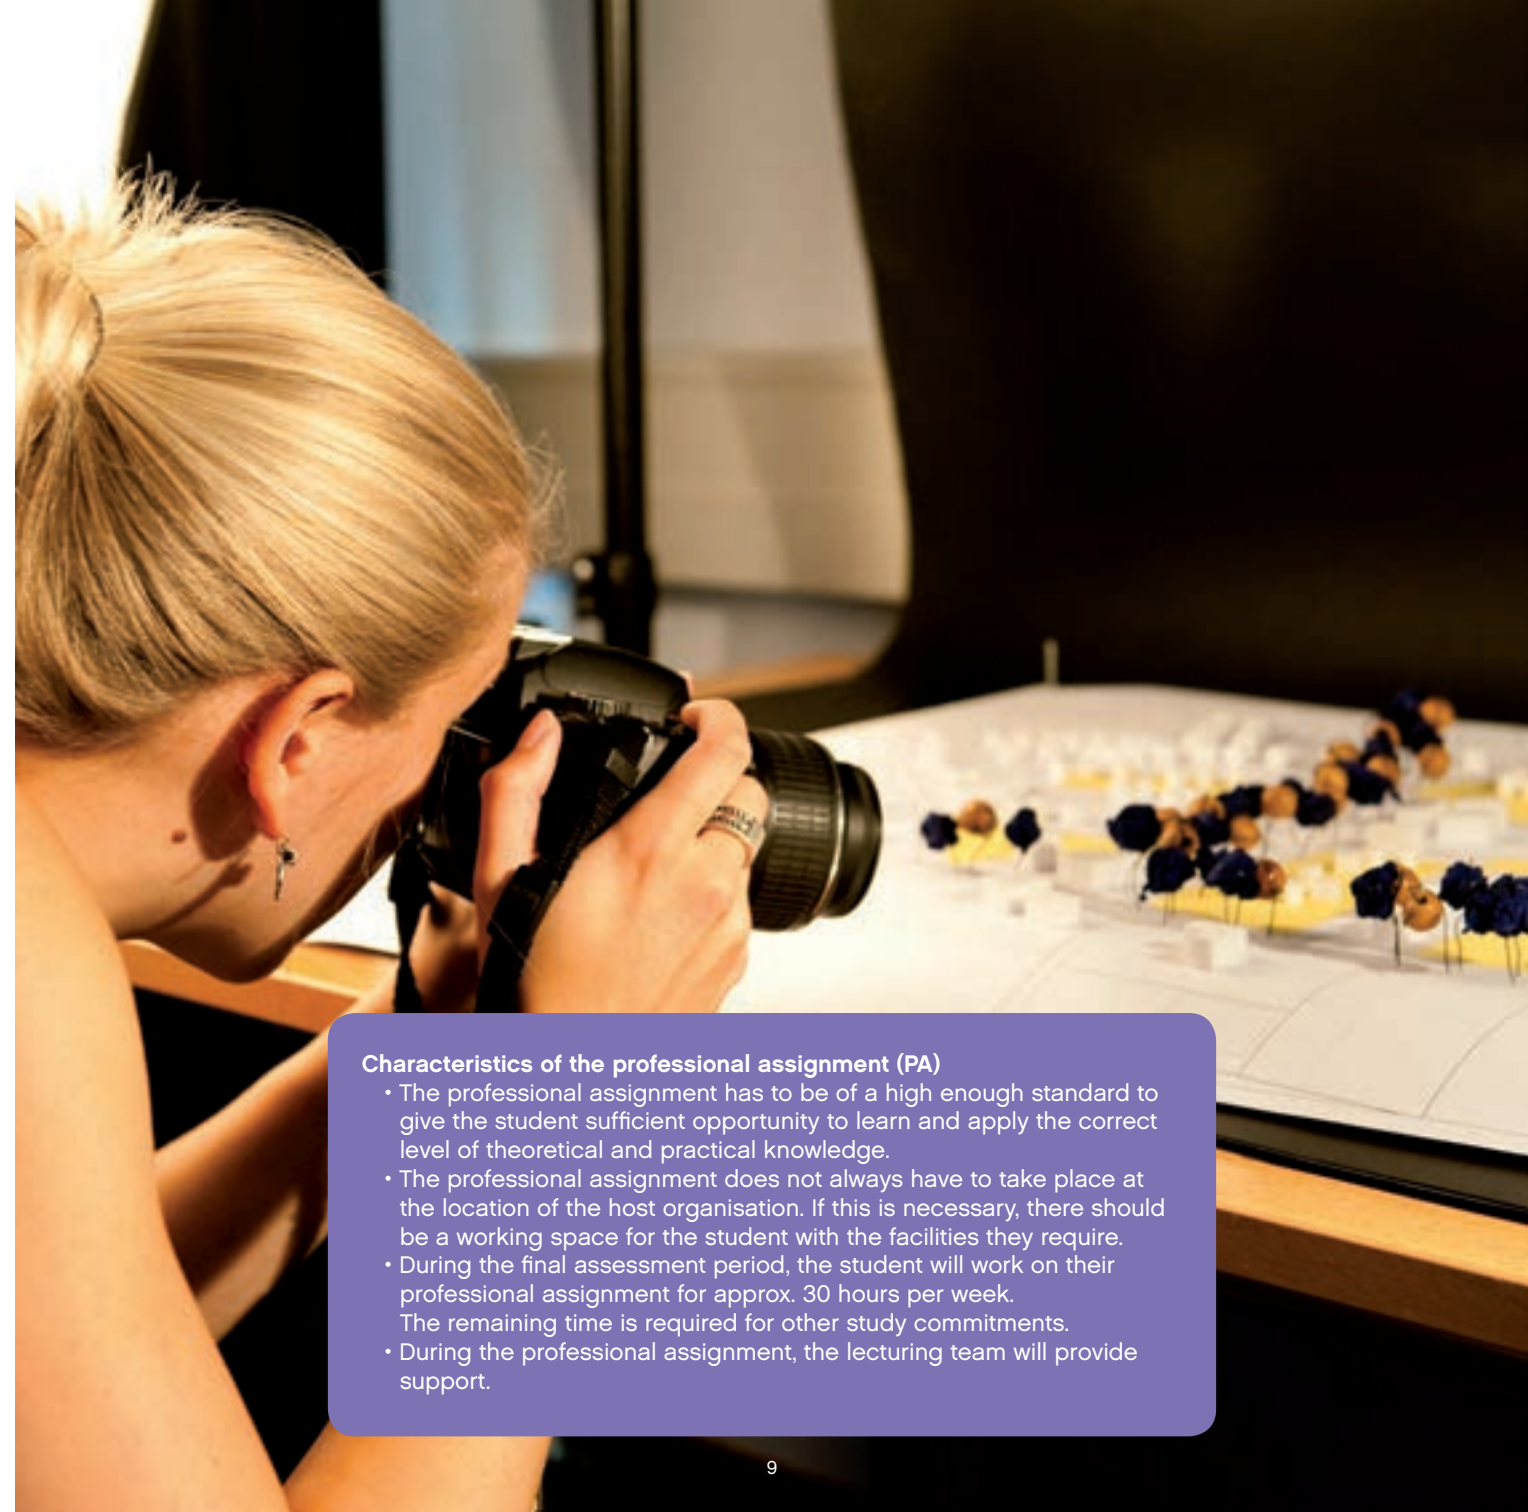 Characteristics of the professional assignment (PA)
• The professional assignment has to be of a high enough standard to
give the student sufficient opportunity to learn and apply the correct
level of theoretical and practical knowledge.
• The professional assignment does not always have to take place at
the location of the host organisation. If this is necessary, there should
be a working space for the student with the facilities they require.
• During the final assessment period, the student will work on their
professional assignment for approx. 30 hours per week.
The remaining time is required for other study commitments.
• During the professional assignment, the lecturing team will provide
support.
9